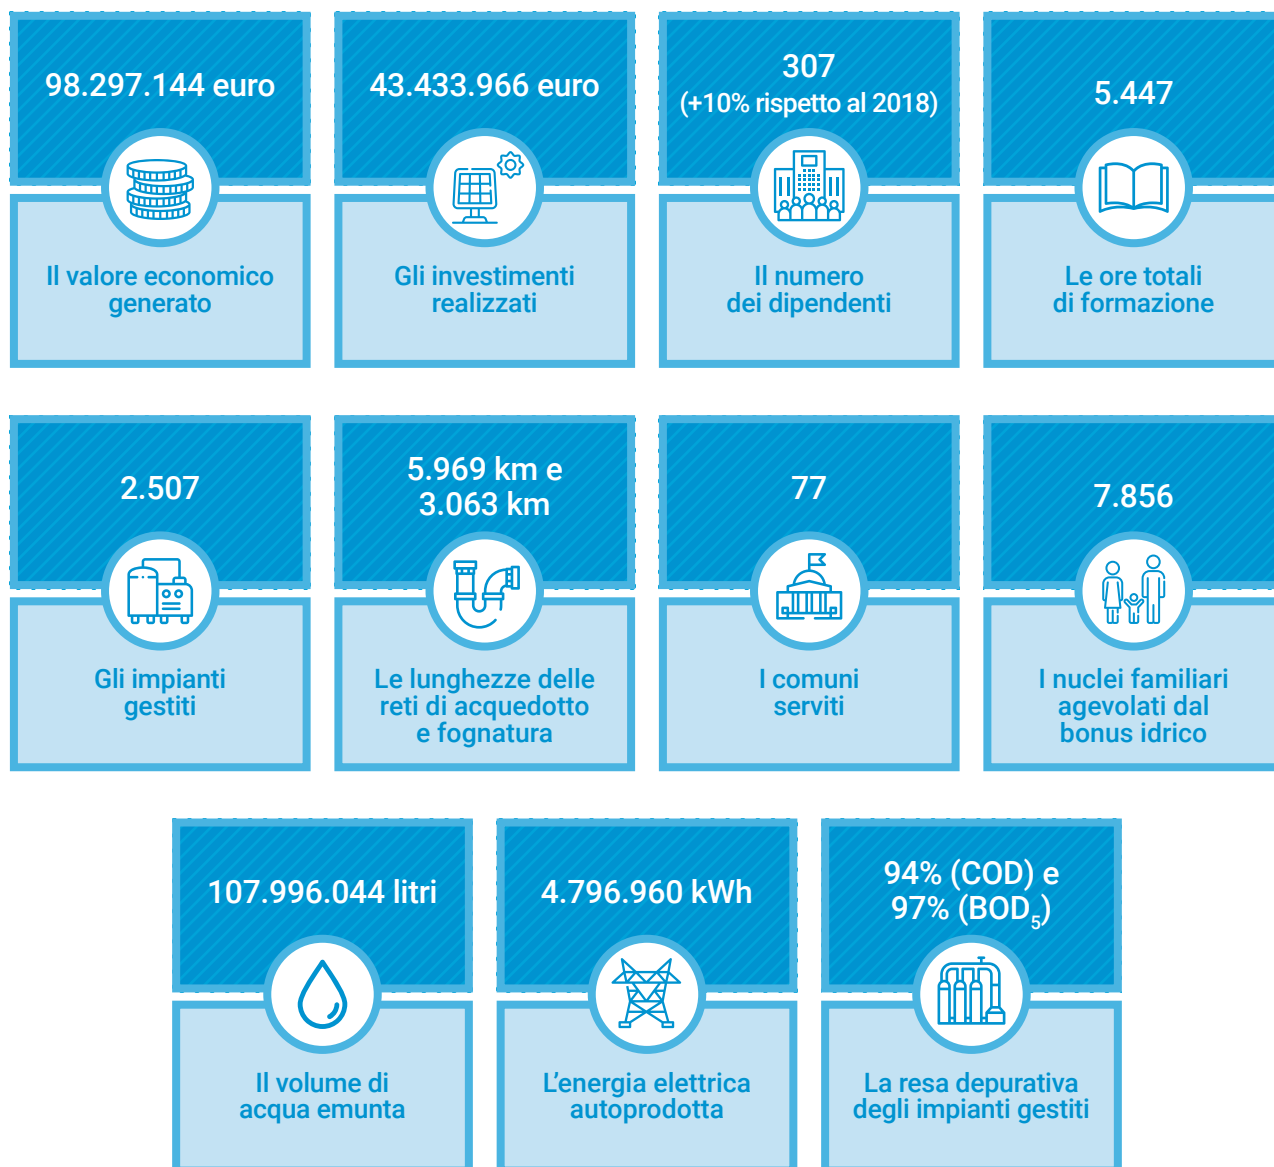 98.297.144 euro
Il valore economico
generato
43.433.966 euro
Gli investimenti
realizzati
307
(+10% rispetto al 2018)
Il numero
dei dipendenti
5.447
Le ore totali
di formazione
2.507
Gli impianti
gestiti
5.969 km e
3.063 km
Le lunghezze delle
reti di acquedotto
e fognatura
77
I comuni
serviti
7.856
I nuclei familiari
agevolati dal
bonus idrico
107.996.044 litri
Il volume di
acqua emunta
4.796.960 kWh
L'energia elettrica
autoprodotta
94% (COD) e
97% (BOD₅)
La resa depurativa
degli impianti gestiti